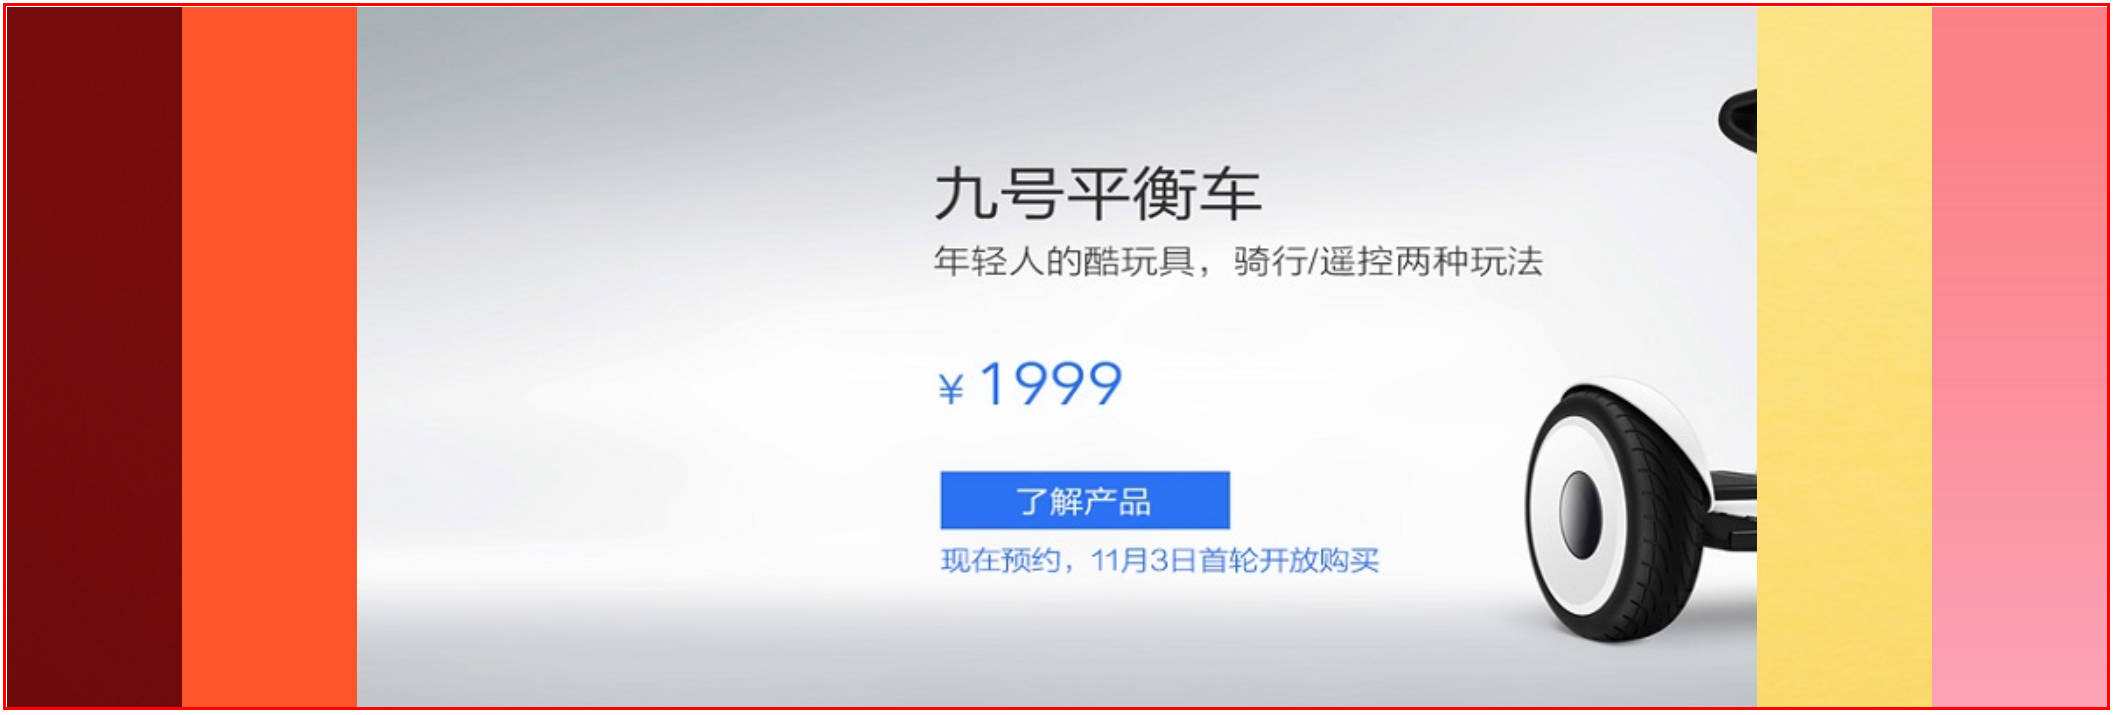 九号平衡车
年轻人的酷玩具，骑行/遥控两种玩法
¥ 1999
了解产品
现在预约，11月3日首轮开放购买